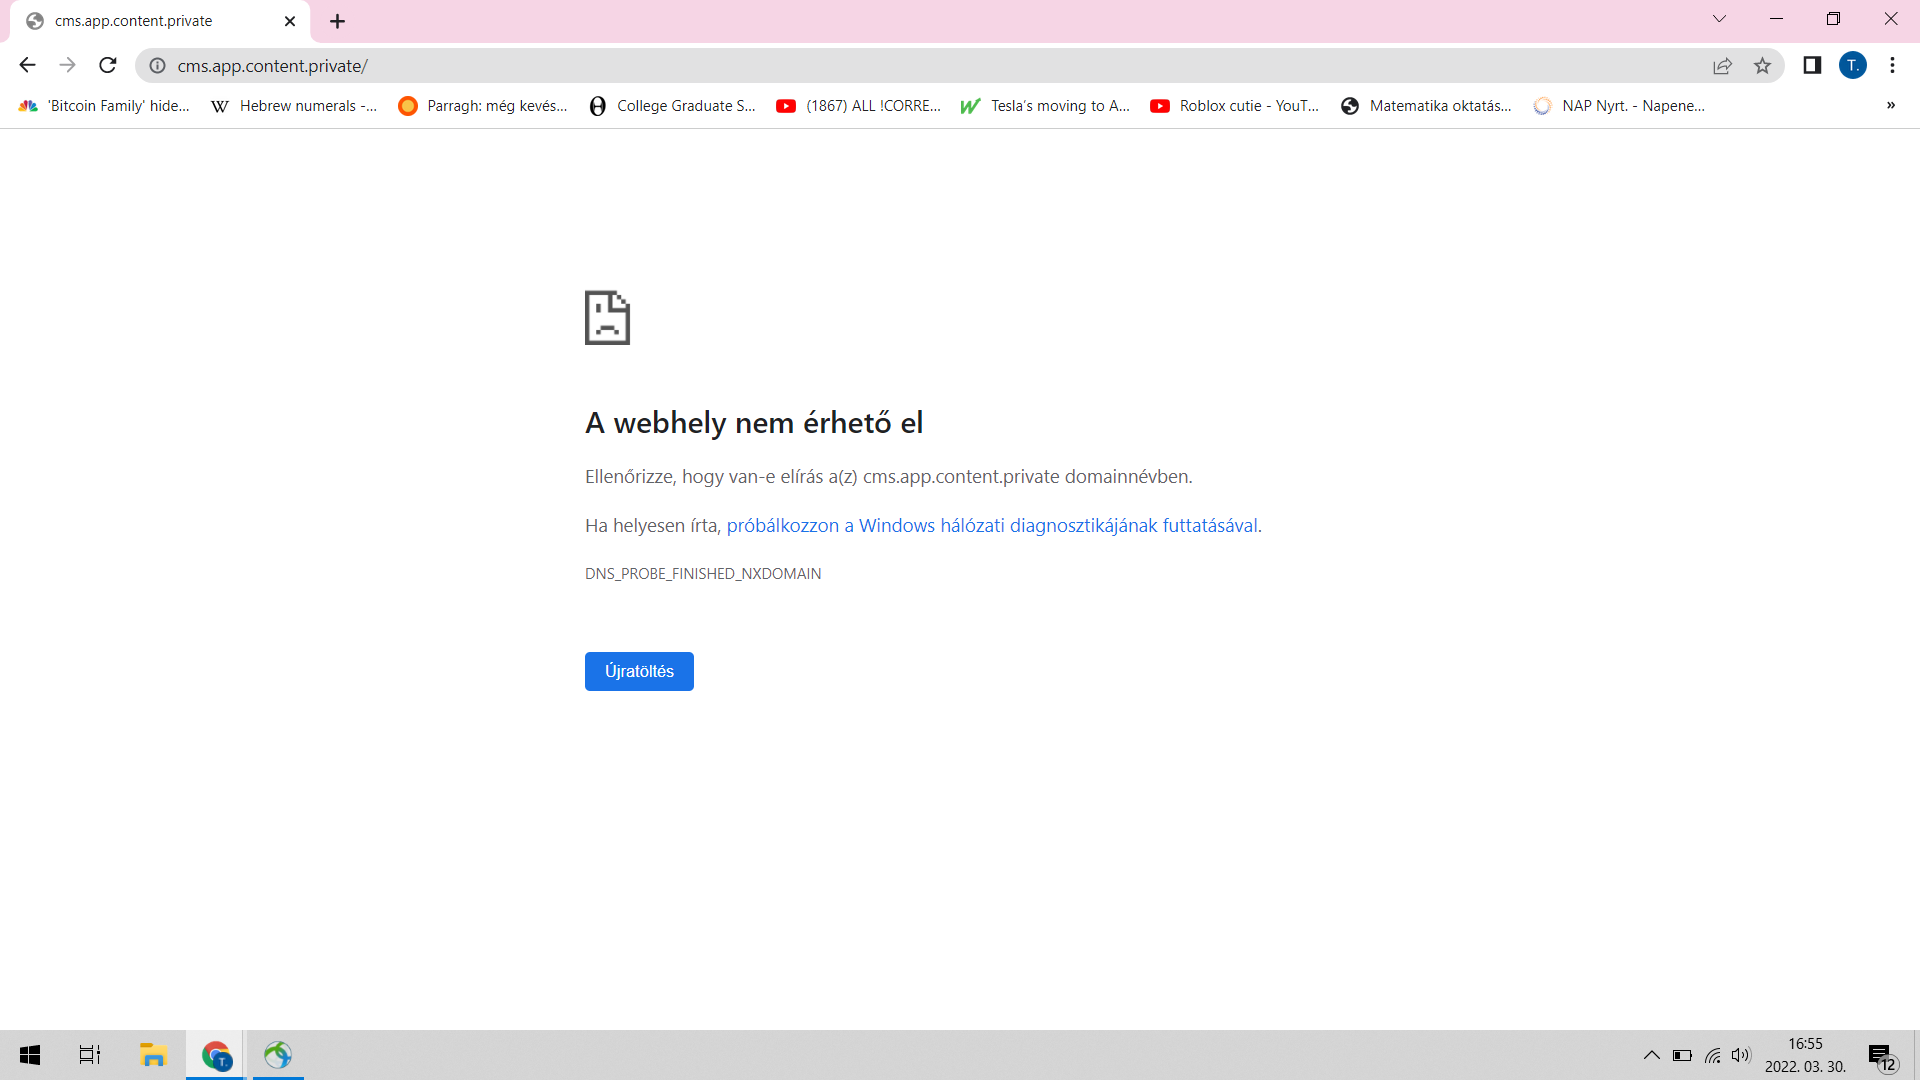 cms.app.content.private
cms.app.content.private/
T.
'Bitcoin Family' hide...
W Hebrew numerals -...
Parragh: még kevés...
College Graduate S...
(1867) ALL !CORRE...
Tesla's moving to A...
Roblox cutie - YouT...
Matematika oktatás...
NAP Nyrt. - Napene...
»
A webhely nem érhető el
Ellenőrizze, hogy van-e elírás a(z) cms.app.content.private domainnévben.
Ha helyesen írta, próbálkozzon a Windows hálózati diagnosztikájának futtatásával.
DNS_PROBE_FINISHED_NXDOMAIN
Újratöltés
T.
16:55
2022. 03. 30.
12